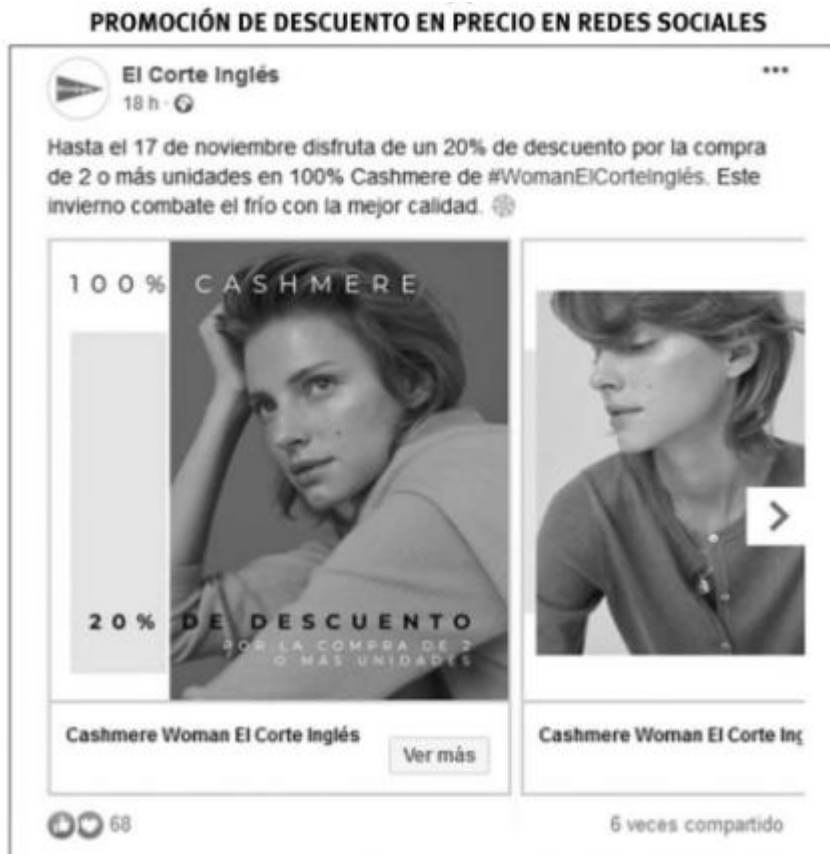 PROMOCIÓN DE DESCUENTO EN PRECIO EN REDES SOCIALES
El Corte Inglés
18 h ·
Hasta el 17 de noviembre disfruta de un 20% de descuento por la compra
de 2 o más unidades en 100% Cashmere de #WomanElCorteInglés. Este
invierno combate el frío con la mejor calidad.
100% CASHMERE
20% DE DESCUENTO
POR LA COMPRA DE 2
O MÁS UNIDADES
Cashmere Woman El Corte Inglés
Ver más
Cashmere Woman El Corte Ing
68
6 veces compartido